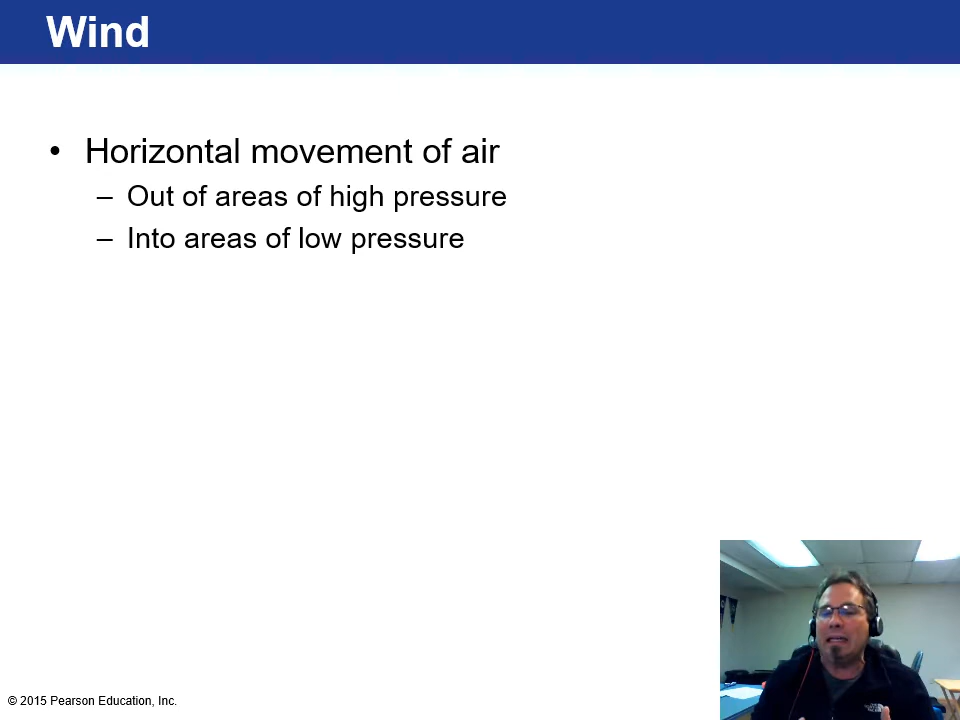 Wind
• Horizontal movement of air
– Out of areas of high pressure
– Into areas of low pressure
© 2015 Pearson Education, Inc.